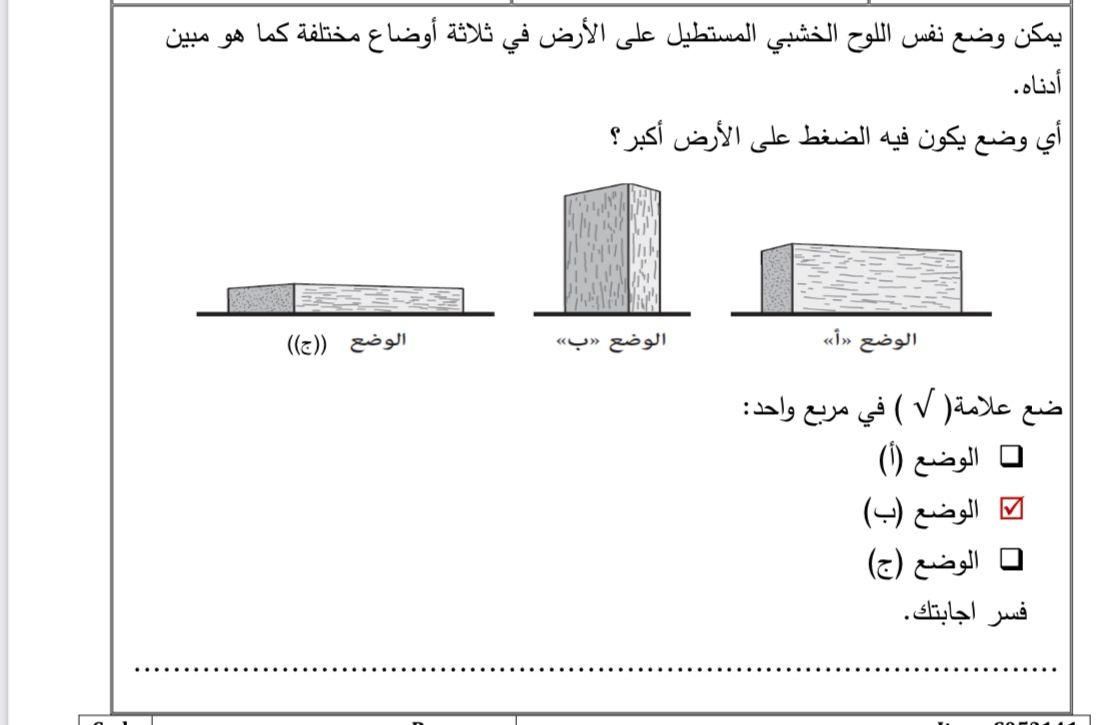 يمكن وضع نفس اللوح الخشبي المستطيل على الأرض في ثلاثة أوضاع مختلفة كما هو مبين
أدناه.
أي وضع يكون فيه الضغط على الأرض أكبر؟
الوضع «أ»
الوضع «ب»
الوضع ((ج))
ضع علامة( √ ) في مربع واحد:
❑ الوضع (أ)
☑ الوضع (ب)
❑ الوضع (ج)
فسر اجابتك.